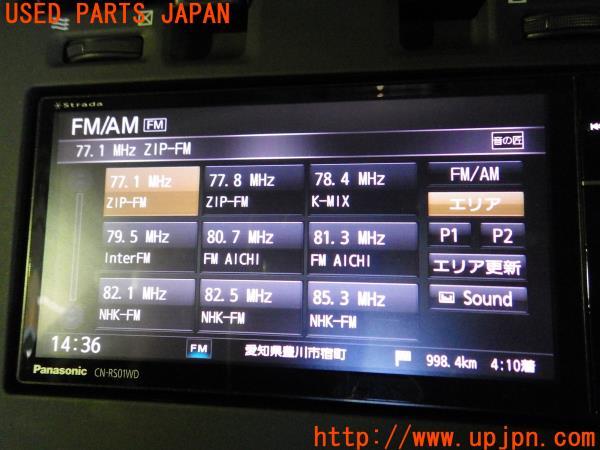 USED PARTS JAPAN
Strada
FM/AM FM
77.1 MHz ZIP-FM 音の匠
77.1 MHz 77.8 MHz 78.4 MHz FM/AM
ZIP-FM ZIP-FM K-MIX エリア
79.5 MHz 80.7 MHz 81.3 MHz P1 P2
InterFM FM AICHI FM AICHI エリア更新
82.1 MHz 82.5 MHz 85.3 MHz Sound
NHK-FM NHK-FM NHK-FM
14:36 FM 愛知県豊川市宿町 998.4km 4:10着
Panasonic CN-RS01WD
http://www.upjpn.com/